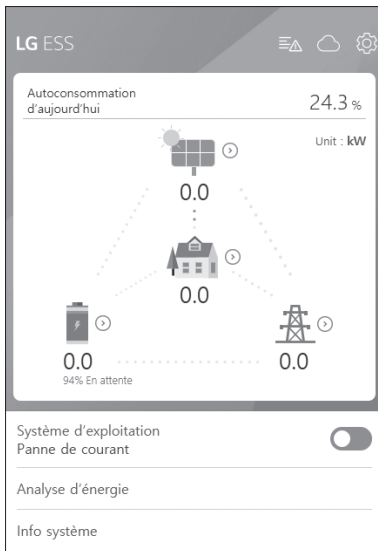 LG ESS
Autoconsommation
d'aujourd'hui
24.3 %
Unit : kW
0.0
0.0
0.0
94% En attente
0.0
Système d'exploitation
Panne de courant
Analyse d'énergie
Info système